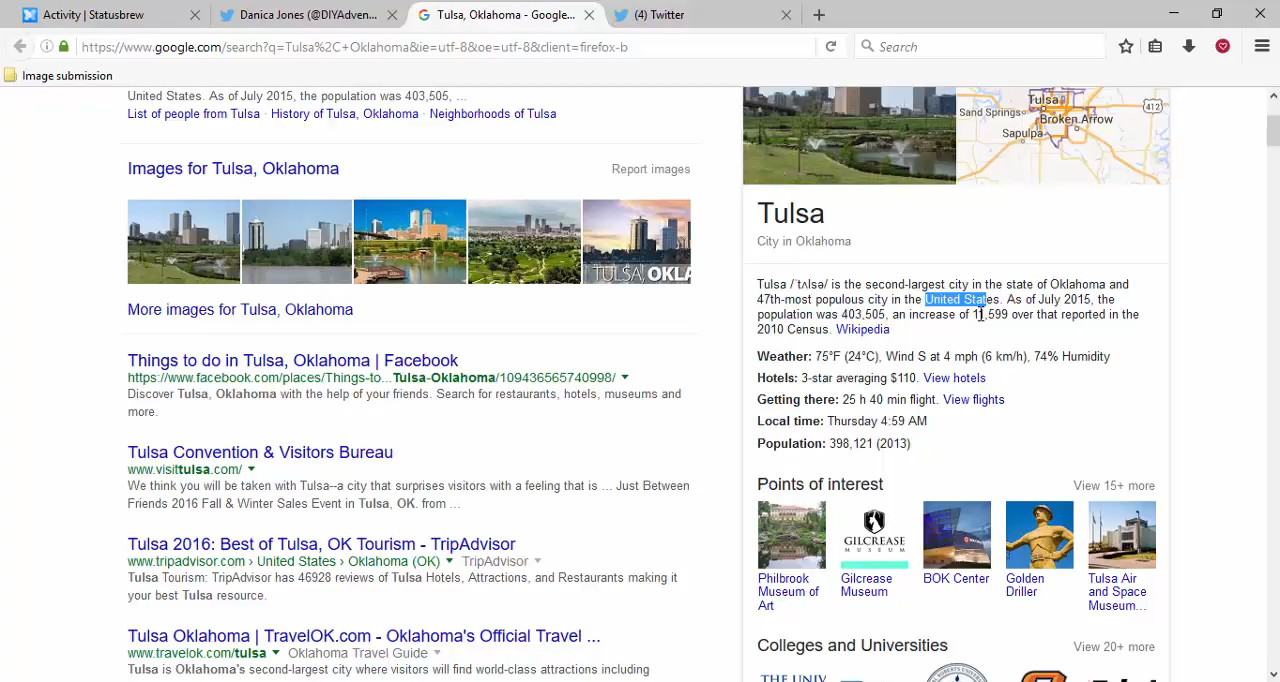 Activity | Statusbrew
Danica Jones (@DIYAdven...
Tulsa, Oklahoma - Google...
(4) Twitter
https://www.google.com/search?q=Tulsa%2C+Oklahoma&ie=utf-8&oe=utf-8&client=firefox-b
Search
Image submission
United States. As of July 2015, the population was 403,505, ...
List of people from Tulsa · History of Tulsa, Oklahoma · Neighborhoods of Tulsa
Images for Tulsa, Oklahoma
Report images
TULSA, OKLA
More images for Tulsa, Oklahoma
Things to do in Tulsa, Oklahoma | Facebook
https://www.facebook.com/places/Things-to...Tulsa-Oklahoma/109436565740998/
Discover Tulsa, Oklahoma with the help of your friends. Search for restaurants, hotels, museums and
more.
Tulsa Convention & Visitors Bureau
www.visittulsa.com/
We think you will be taken with Tulsa--a city that surprises visitors with a feeling that is ... Just Between
Friends 2016 Fall & Winter Sales Event in Tulsa, OK. from ...
Tulsa 2016: Best of Tulsa, OK Tourism - TripAdvisor
www.tripadvisor.com › United States › Oklahoma (OK) TripAdvisor
Tulsa Tourism: TripAdvisor has 46928 reviews of Tulsa Hotels, Attractions, and Restaurants making it
your best Tulsa resource.
Tulsa Oklahoma | TravelOK.com - Oklahoma's Official Travel ...
www.travelok.com/tulsa Oklahoma Travel Guide
Tulsa is Oklahoma's second-largest city where visitors will find world-class attractions including
Tulsa
412
Sand Springs
Broken Arrow
Sapulpa
Tulsa
City in Oklahoma
Tulsa /ˈtʌlsə/ is the second-largest city in the state of Oklahoma and
47th-most populous city in the United States. As of July 2015, the
population was 403,505, an increase of 11,599 over that reported in the
2010 Census. Wikipedia
Weather: 75°F (24°C), Wind S at 4 mph (6 km/h), 74% Humidity
Hotels: 3-star averaging $110. View hotels
Getting there: 25 h 40 min flight. View flights
Local time: Thursday 4:59 AM
Population: 398,121 (2013)
Points of interest
View 15+ more
GILCREASE
MUSEUM
Philbrook
Museum of
Art
Gilcrease
Museum
BOK Center
Golden
Driller
Tulsa Air
and Space
Museum...
Colleges and Universities
View 20+ more
THE UNIV